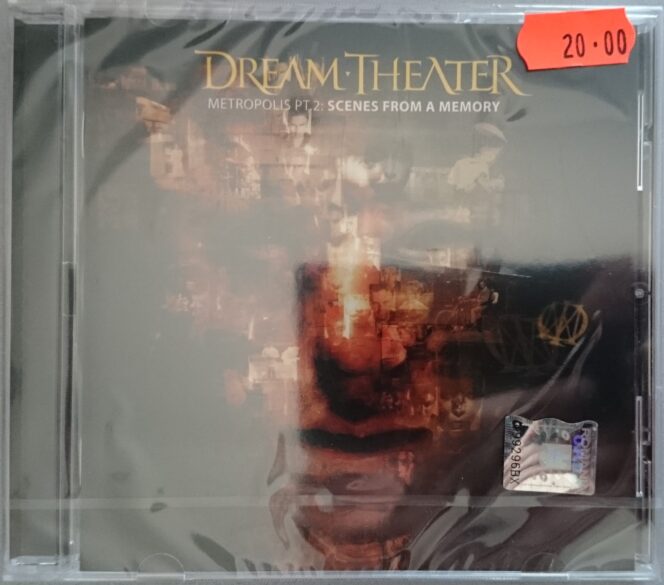 20.00
DREAM·THEATER
METROPOLIS PT.2: SCENES FROM A MEMORY